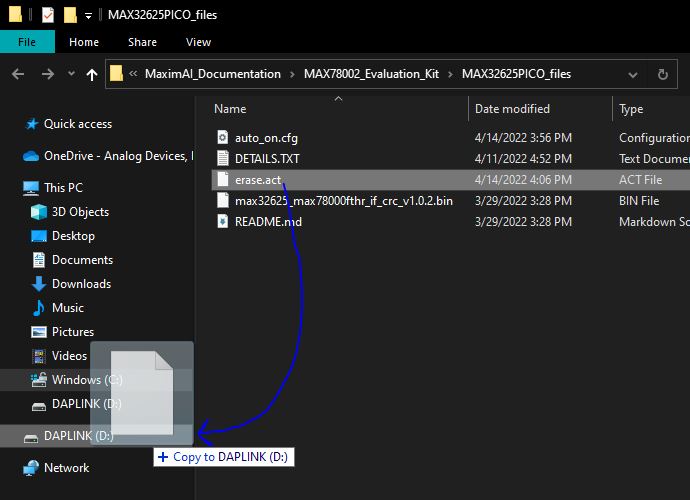 MAX32625PICO_files
File
Home
Share
View
« MaximAI_Documentation > MAX78002_Evaluation_Kit > MAX32625PICO_files
Name
Date modified
Type
auto_on.cfg 4/14/2022 3:56 PM Configuration
DETAILS.TXT 4/11/2022 4:52 PM Text Docume
erase.act 4/14/2022 4:06 PM ACT File
max32625_max78000fthr_if_crc_v1.0.2.bin 3/29/2022 3:28 PM BIN File
README.md 3/29/2022 3:28 PM Markdown So
Quick access
OneDrive - Analog Devices, I
This PC
3D Objects
Desktop
Documents
Downloads
Music
Pictures
Videos
Windows (C:)
DAPLINK (D:)
DAPLINK (D:)
Copy to DAPLINK (D:)
Network